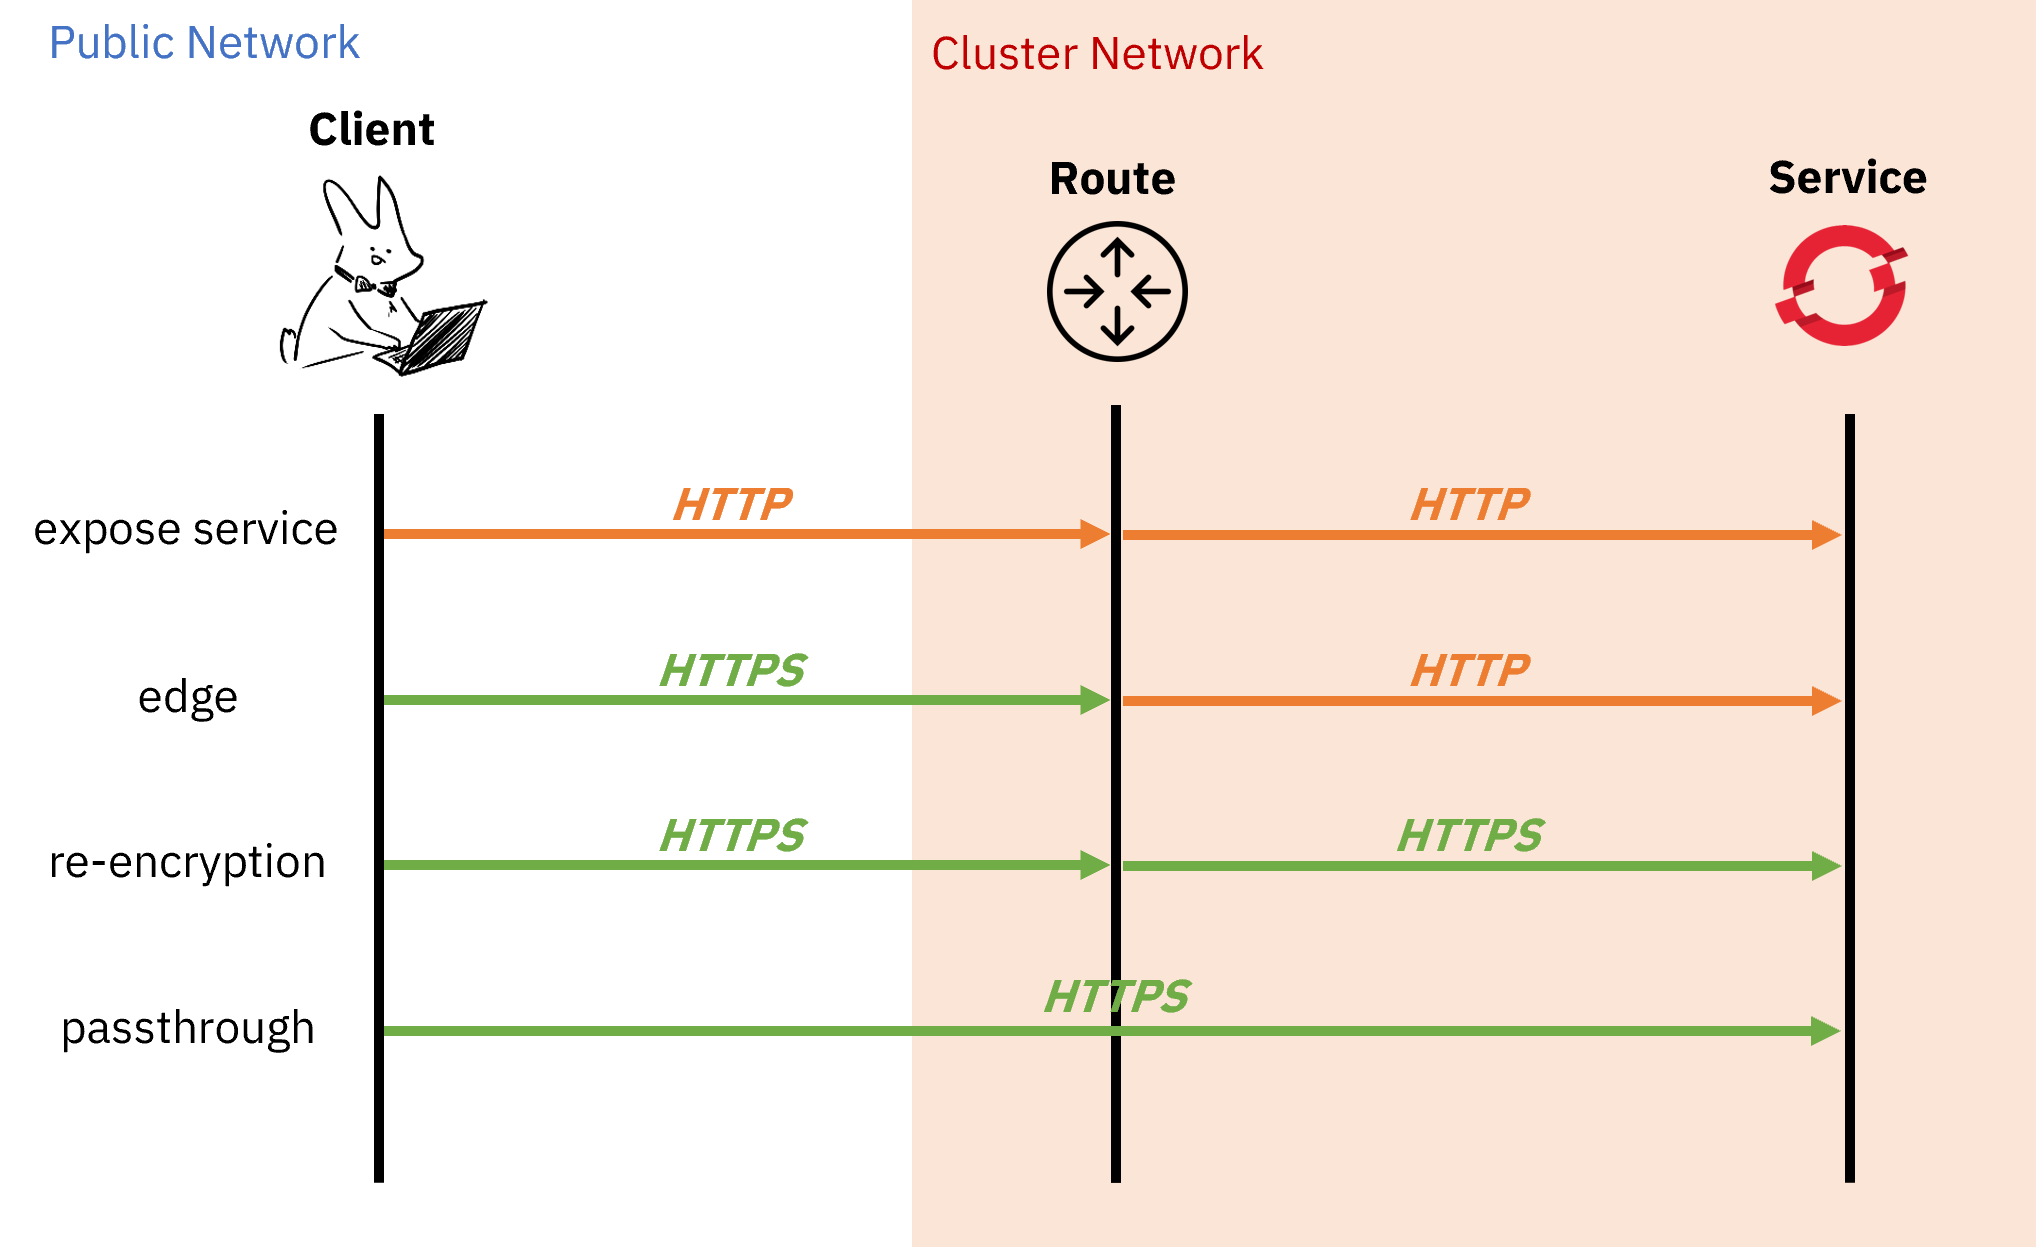 Public Network
Cluster Network
Client
Route
Service
expose service
HTTP
HTTP
edge
HTTPS
HTTP
re-encryption
HTTPS
HTTPS
passthrough
HTTPS